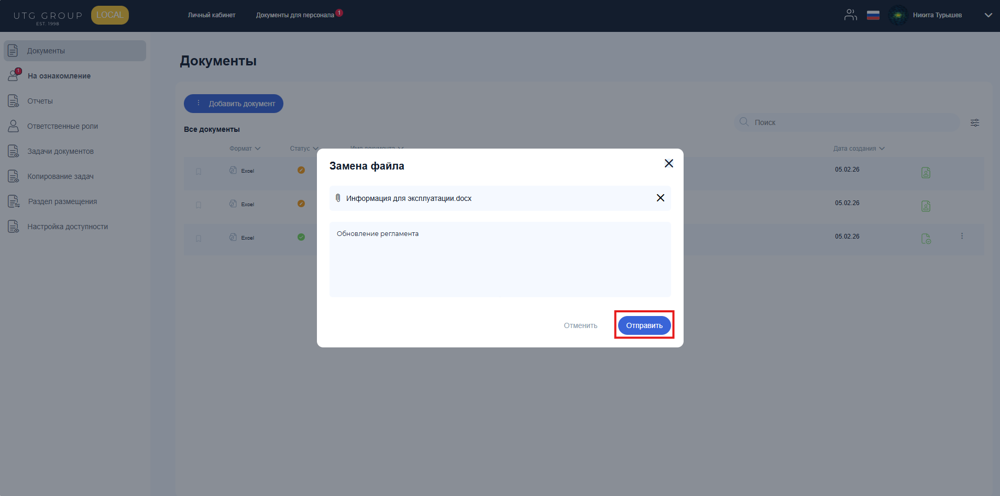 UTG GROUP
EST. 1998
LOCAL
Личный кабинет
Документы для персонала
1
Никита Турышев
Документы
1
На ознакомление
Отчеты
Ответственные роли
Задачи документов
Копирование задач
Раздел размещения
Настройка доступности
Документы
Добавить документ
Поиск
Все документы
Формат
Статус
Имя документа
Дата создания
Excel
05.02.26
Excel
05.02.26
Excel
05.02.26
Замена файла
Информация для эксплуатации.docx
Обновление регламента
Отменить
Отправить